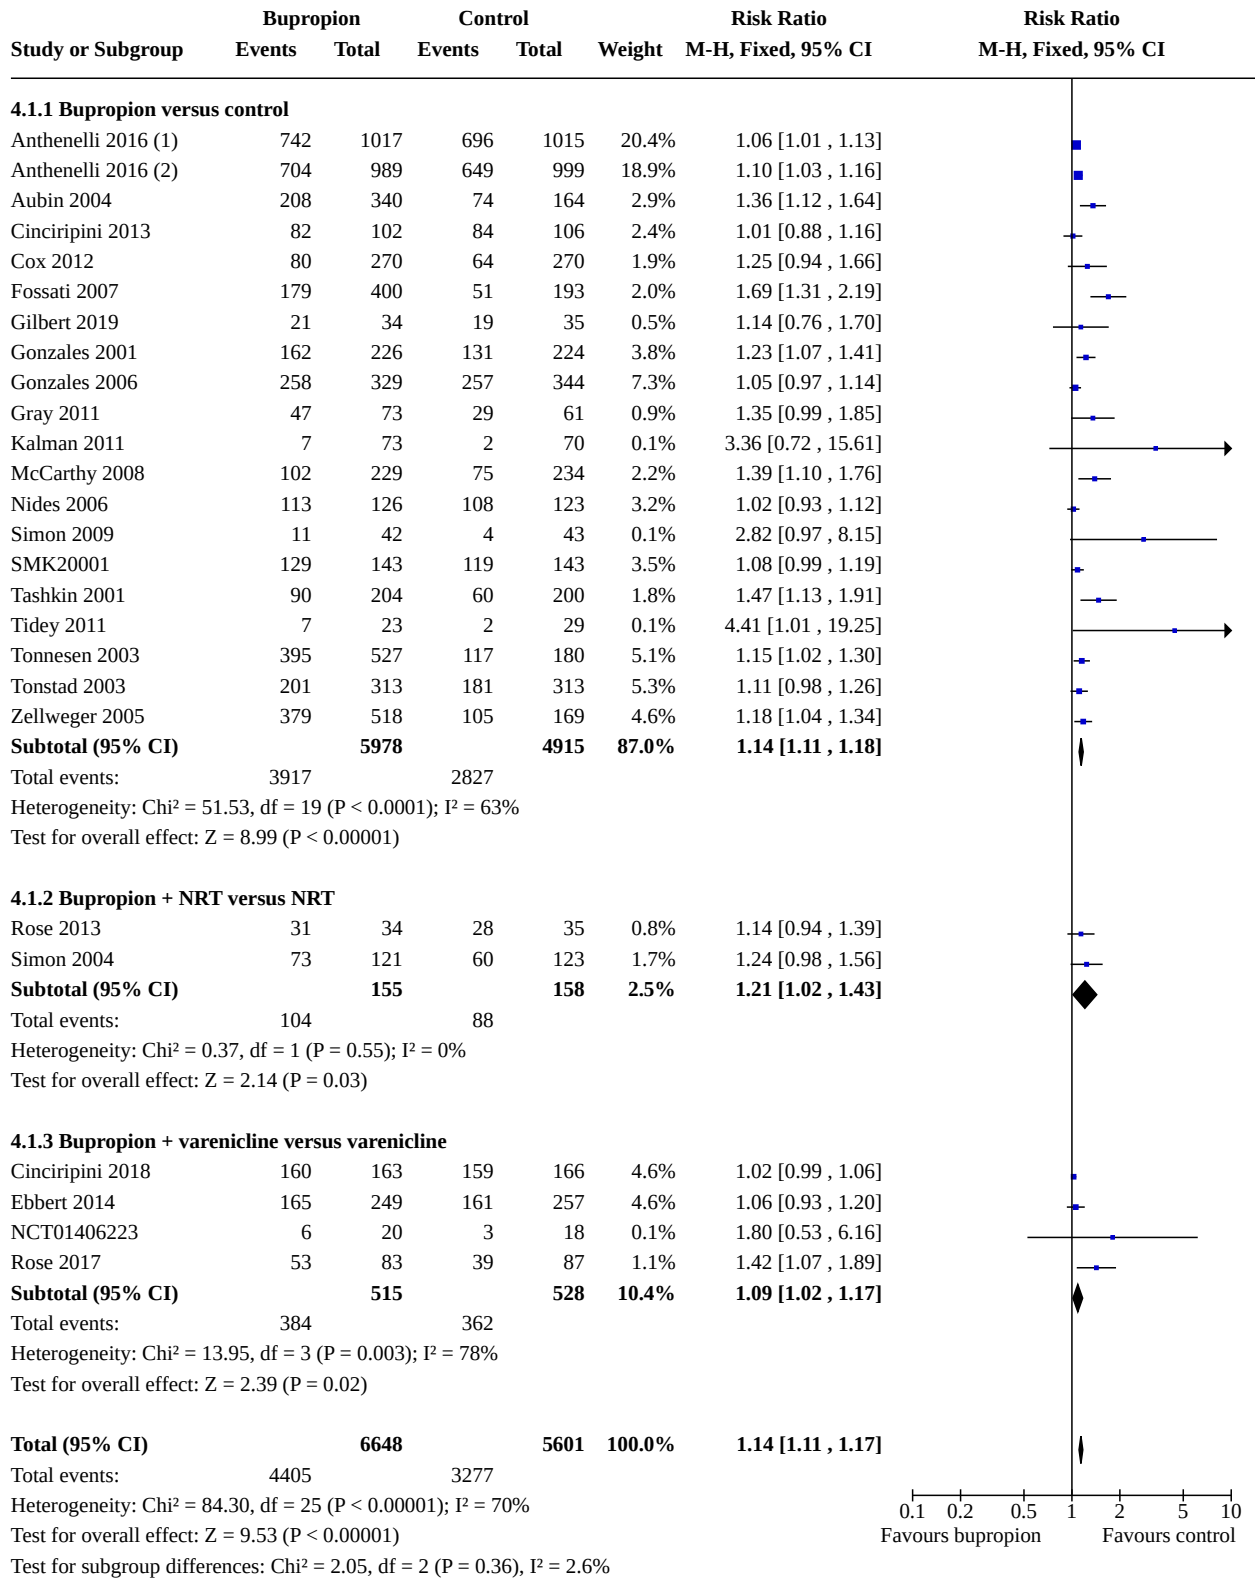 Bupropion Control Risk Ratio Risk Ratio
Study or Subgroup Events Total Events Total Weight M-H, Fixed, 95% CI M-H, Fixed, 95% CI
4.1.1 Bupropion versus control
Anthenelli 2016 (1) 742 1017 696 1015 20.4% 1.06 [1.01 , 1.13]
Anthenelli 2016 (2) 704 989 649 999 18.9% 1.10 [1.03 , 1.16]
Aubin 2004 208 340 74 164 2.9% 1.36 [1.12 , 1.64]
Cinciripini 2013 82 102 84 106 2.4% 1.01 [0.88 , 1.16]
Cox 2012 80 270 64 270 1.9% 1.25 [0.94 , 1.66]
Fossati 2007 179 400 51 193 2.0% 1.69 [1.31 , 2.19]
Gilbert 2019 21 34 19 35 0.5% 1.14 [0.76 , 1.70]
Gonzales 2001 162 226 131 224 3.8% 1.23 [1.07 , 1.41]
Gonzales 2006 258 329 257 344 7.3% 1.05 [0.97 , 1.14]
Gray 2011 47 73 29 61 0.9% 1.35 [0.99 , 1.85]
Kalman 2011 7 73 2 70 0.1% 3.36 [0.72 , 15.61]
McCarthy 2008 102 229 75 234 2.2% 1.39 [1.10 , 1.76]
Nides 2006 113 126 108 123 3.2% 1.02 [0.93 , 1.12]
Simon 2009 11 42 4 43 0.1% 2.82 [0.97 , 8.15]
SMK20001 129 143 119 143 3.5% 1.08 [0.99 , 1.19]
Tashkin 2001 90 204 60 200 1.8% 1.47 [1.13 , 1.91]
Tidey 2011 7 23 2 29 0.1% 4.41 [1.01 , 19.25]
Tonnesen 2003 395 527 117 180 5.1% 1.15 [1.02 , 1.30]
Tonstad 2003 201 313 181 313 5.3% 1.11 [0.98 , 1.26]
Zellweger 2005 379 518 105 169 4.6% 1.18 [1.04 , 1.34]
Subtotal (95% CI) 5978 4915 87.0% 1.14 [1.11 , 1.18]
Total events: 3917 2827
Heterogeneity: Chi² = 51.53, df = 19 (P < 0.0001); I² = 63%
Test for overall effect: Z = 8.99 (P < 0.00001)
4.1.2 Bupropion + NRT versus NRT
Rose 2013 31 34 28 35 0.8% 1.14 [0.94 , 1.39]
Simon 2004 73 121 60 123 1.7% 1.24 [0.98 , 1.56]
Subtotal (95% CI) 155 158 2.5% 1.21 [1.02 , 1.43]
Total events: 104 88
Heterogeneity: Chi² = 0.37, df = 1 (P = 0.55); I² = 0%
Test for overall effect: Z = 2.14 (P = 0.03)
4.1.3 Bupropion + varenicline versus varenicline
Cinciripini 2018 160 163 159 166 4.6% 1.02 [0.99 , 1.06]
Ebbert 2014 165 249 161 257 4.6% 1.06 [0.93 , 1.20]
NCT01406223 6 20 3 18 0.1% 1.80 [0.53 , 6.16]
Rose 2017 53 83 39 87 1.1% 1.42 [1.07 , 1.89]
Subtotal (95% CI) 515 528 10.4% 1.09 [1.02 , 1.17]
Total events: 384 362
Heterogeneity: Chi² = 13.95, df = 3 (P = 0.003); I² = 78%
Test for overall effect: Z = 2.39 (P = 0.02)
Total (95% CI) 6648 5601 100.0% 1.14 [1.11 , 1.17]
Total events: 4405 3277
Heterogeneity: Chi² = 84.30, df = 25 (P < 0.00001); I² = 70%
0.1 0.2 0.5 1 2 5 10
Test for overall effect: Z = 9.53 (P < 0.00001) Favours bupropion Favours control
Test for subgroup differences: Chi² = 2.05, df = 2 (P = 0.36), I² = 2.6%